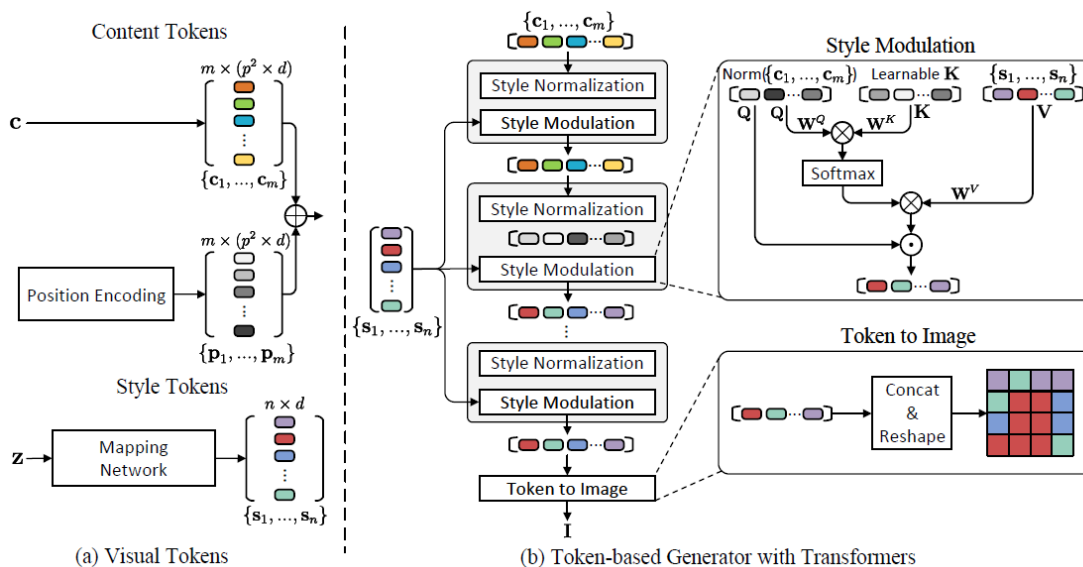 Content Tokens
m × (p² × d)
c
{c₁, ..., cₘ}
m × (p² × d)
Position Encoding
{p₁, ..., pₘ}
Style Tokens
n × d
z
Mapping
Network
{s₁, ..., sₙ}
(a) Visual Tokens
{c₁, ..., cₘ}
Style Normalization
Style Modulation
Style Normalization
Style Modulation
{s₁, ..., sₙ}
Style Normalization
Style Modulation
Token to Image
I
Style Modulation
Norm({c₁, ..., cₘ})
Learnable K
{s₁, ..., sₙ}
Q
Q
W^Q
W^K
K
V
Softmax
W^V
Token to Image
Concat
&
Reshape
(b) Token-based Generator with Transformers